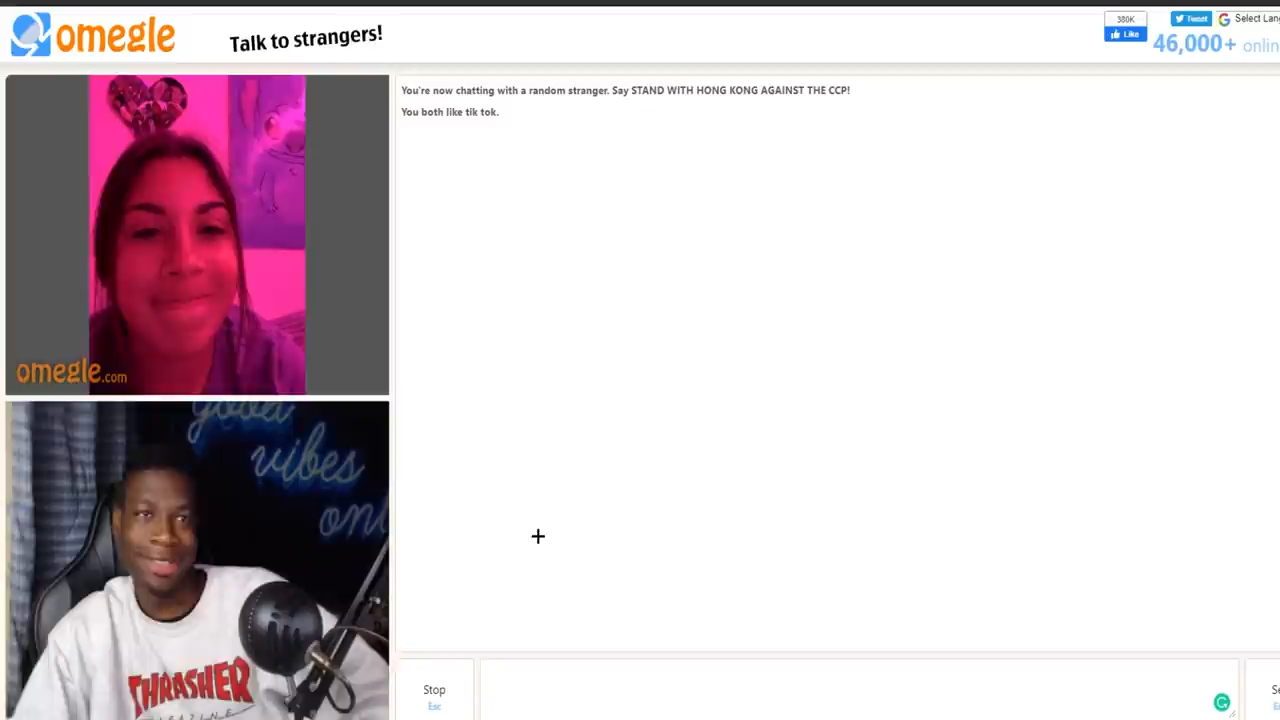 omegle
Talk to strangers!
380K
Like
Tweet
Select Lan
46,000+ onlin
You're now chatting with a random stranger. Say STAND WITH HONG KONG AGAINST THE CCP!
You both like tik tok.
omegle.com
good
vibes
onl
THRASHER
Stop
Esc